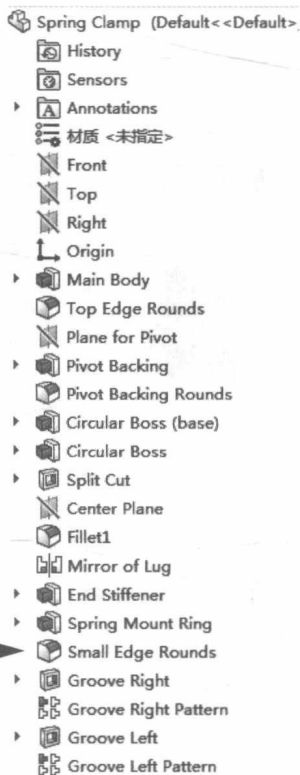 Spring Clamp (Default<<Default>
History
Sensors
A Annotations
材质 <未指定>
Front
Top
Right
Origin
Main Body
Top Edge Rounds
Plane for Pivot
Pivot Backing
Pivot Backing Rounds
Circular Boss (base)
Circular Boss
Split Cut
Center Plane
Fillet1
Mirror of Lug
End Stiffener
Spring Mount Ring
Small Edge Rounds
Groove Right
Groove Right Pattern
Groove Left
Groove Left Pattern